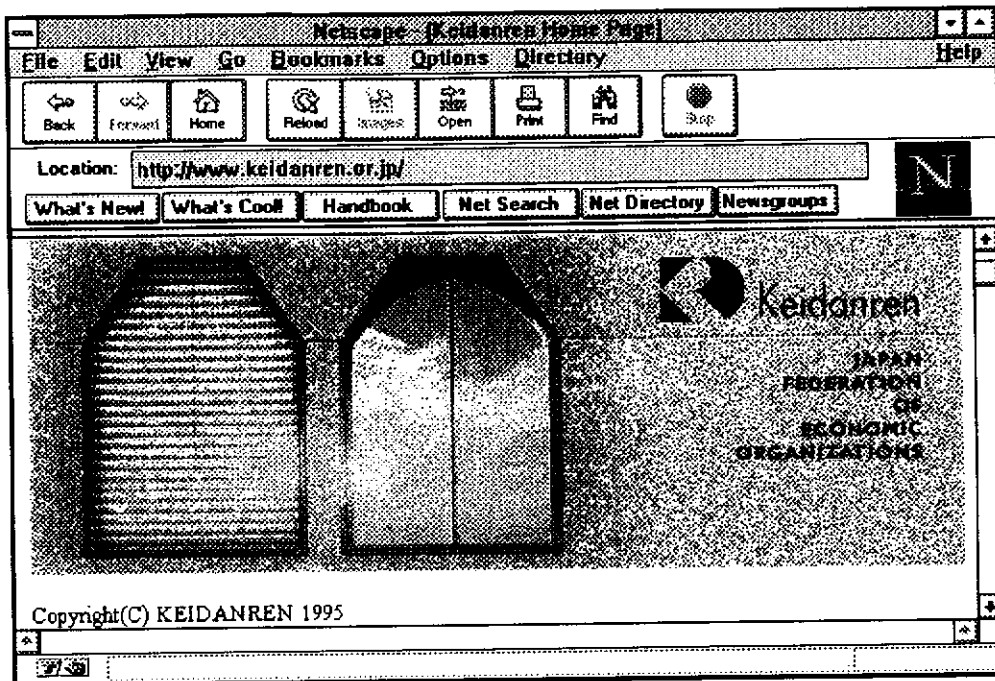 Netscape - [Keidanren Home Page]
File Edit View Go Bookmarks Options Directory Help
Back Forward Home Reload Images Open Print Find Stop
Location: http://www.keidanren.or.jp/
N
What's New! What's Cool! Handbook Net Search Net Directory Newsgroups
Keidanren
JAPAN
FEDERATION
OF
ECONOMIC
ORGANIZATIONS
Copyright(C) KEIDANREN 1995